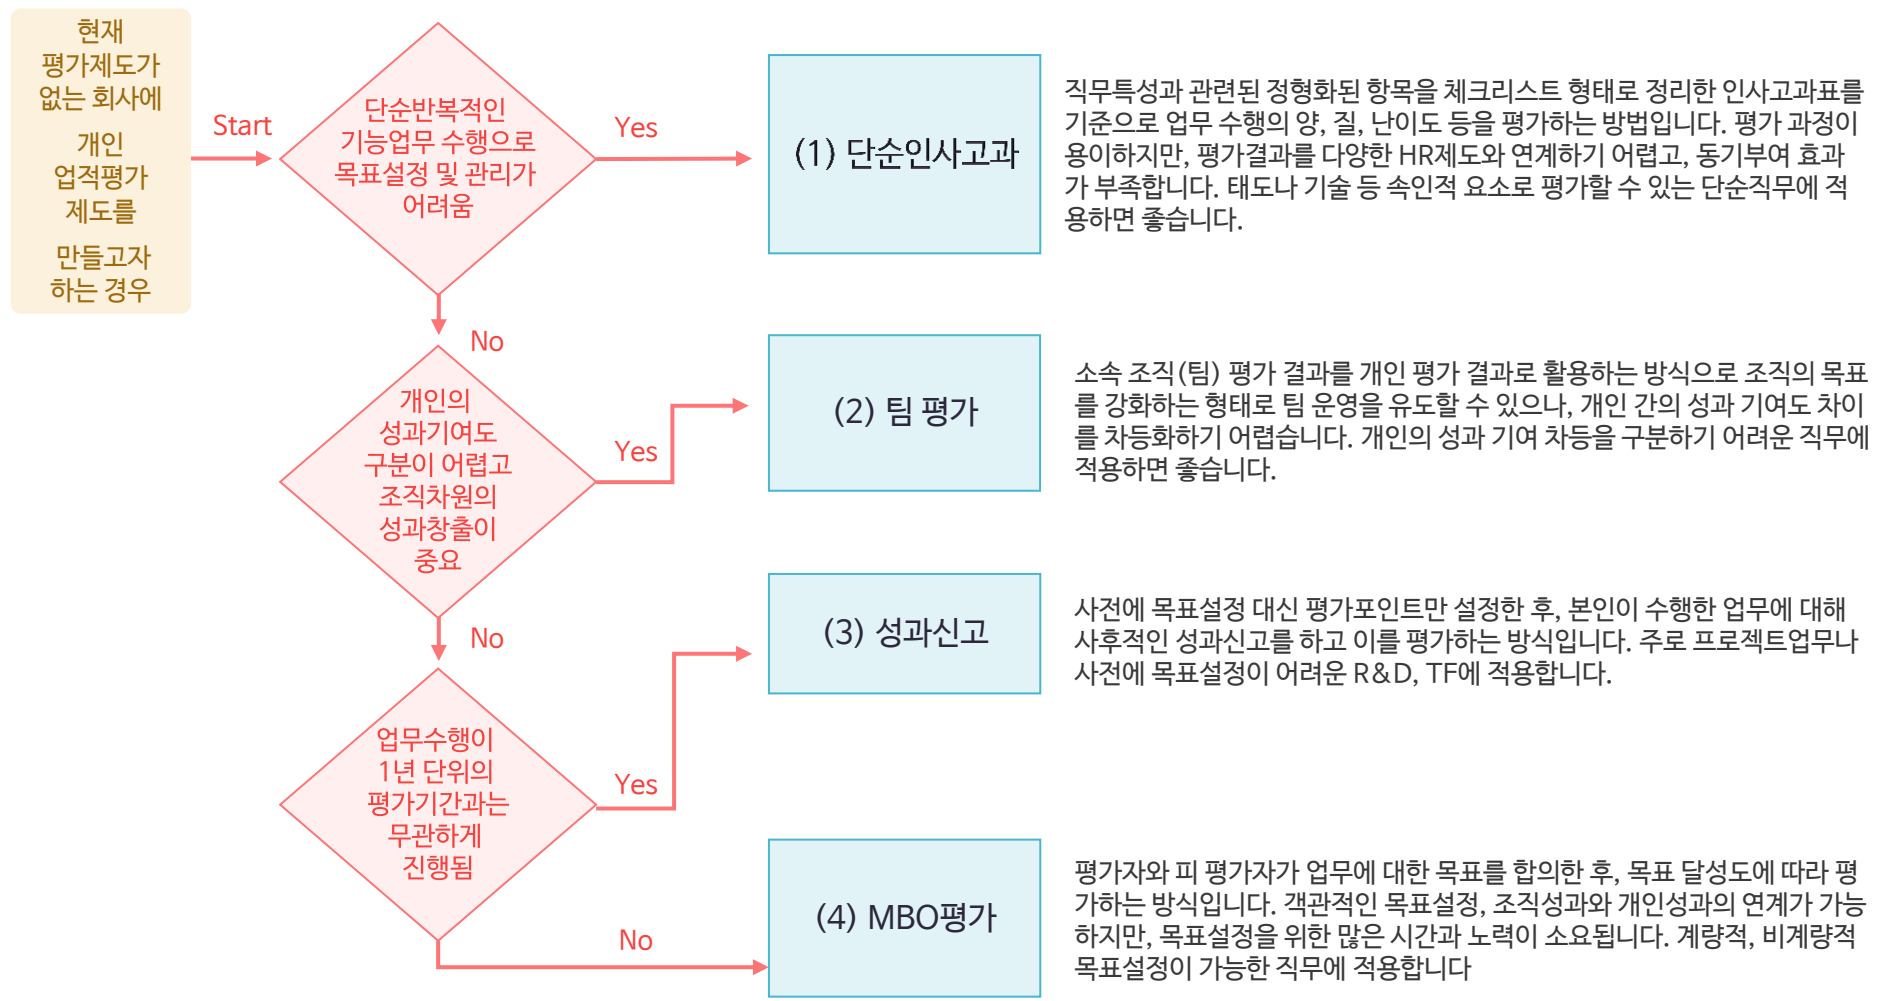 현재
평가제도가
없는 회사에
개인
업적평가
제도를
만들고자
하는 경우
Start
단순반복적인
기능업무 수행으로
목표설정 및 관리가
어려움
Yes
(1) 단순인사고과
직무특성과 관련된 정형화된 항목을 체크리스트 형태로 정리한 인사고과표를
기준으로 업무 수행의 양, 질, 난이도 등을 평가하는 방법입니다. 평가 과정이
용이하지만, 평가결과를 다양한 HR제도와 연계하기 어렵고, 동기부여 효과
가 부족합니다. 태도나 기술 등 속인적 요소로 평가할 수 있는 단순직무에 적
용하면 좋습니다.
No
개인의
성과기여도
구분이 어렵고
조직차원의
성과창출이
중요
Yes
(2) 팀 평가
소속 조직(팀) 평가 결과를 개인 평가 결과로 활용하는 방식으로 조직의 목표
를 강화하는 형태로 팀 운영을 유도할 수 있으나, 개인 간의 성과 기여도 차이
를 차등화하기 어렵습니다. 개인의 성과 기여 차등을 구분하기 어려운 직무에
적용하면 좋습니다.
No
업무수행이
1년 단위의
평가기간과는
무관하게
진행됨
Yes
(3) 성과신고
사전에 목표설정 대신 평가포인트만 설정한 후, 본인이 수행한 업무에 대해
사후적인 성과신고를 하고 이를 평가하는 방식입니다. 주로 프로젝트업무나
사전에 목표설정이 어려운 R&D, TF에 적용합니다.
No
(4) MBO평가
평가자와 피 평가자가 업무에 대한 목표를 합의한 후, 목표 달성도에 따라 평
가하는 방식입니다. 객관적인 목표설정, 조직성과와 개인성과의 연계가 가능
하지만, 목표설정을 위한 많은 시간과 노력이 소요됩니다. 계량적, 비계량적
목표설정이 가능한 직무에 적용합니다